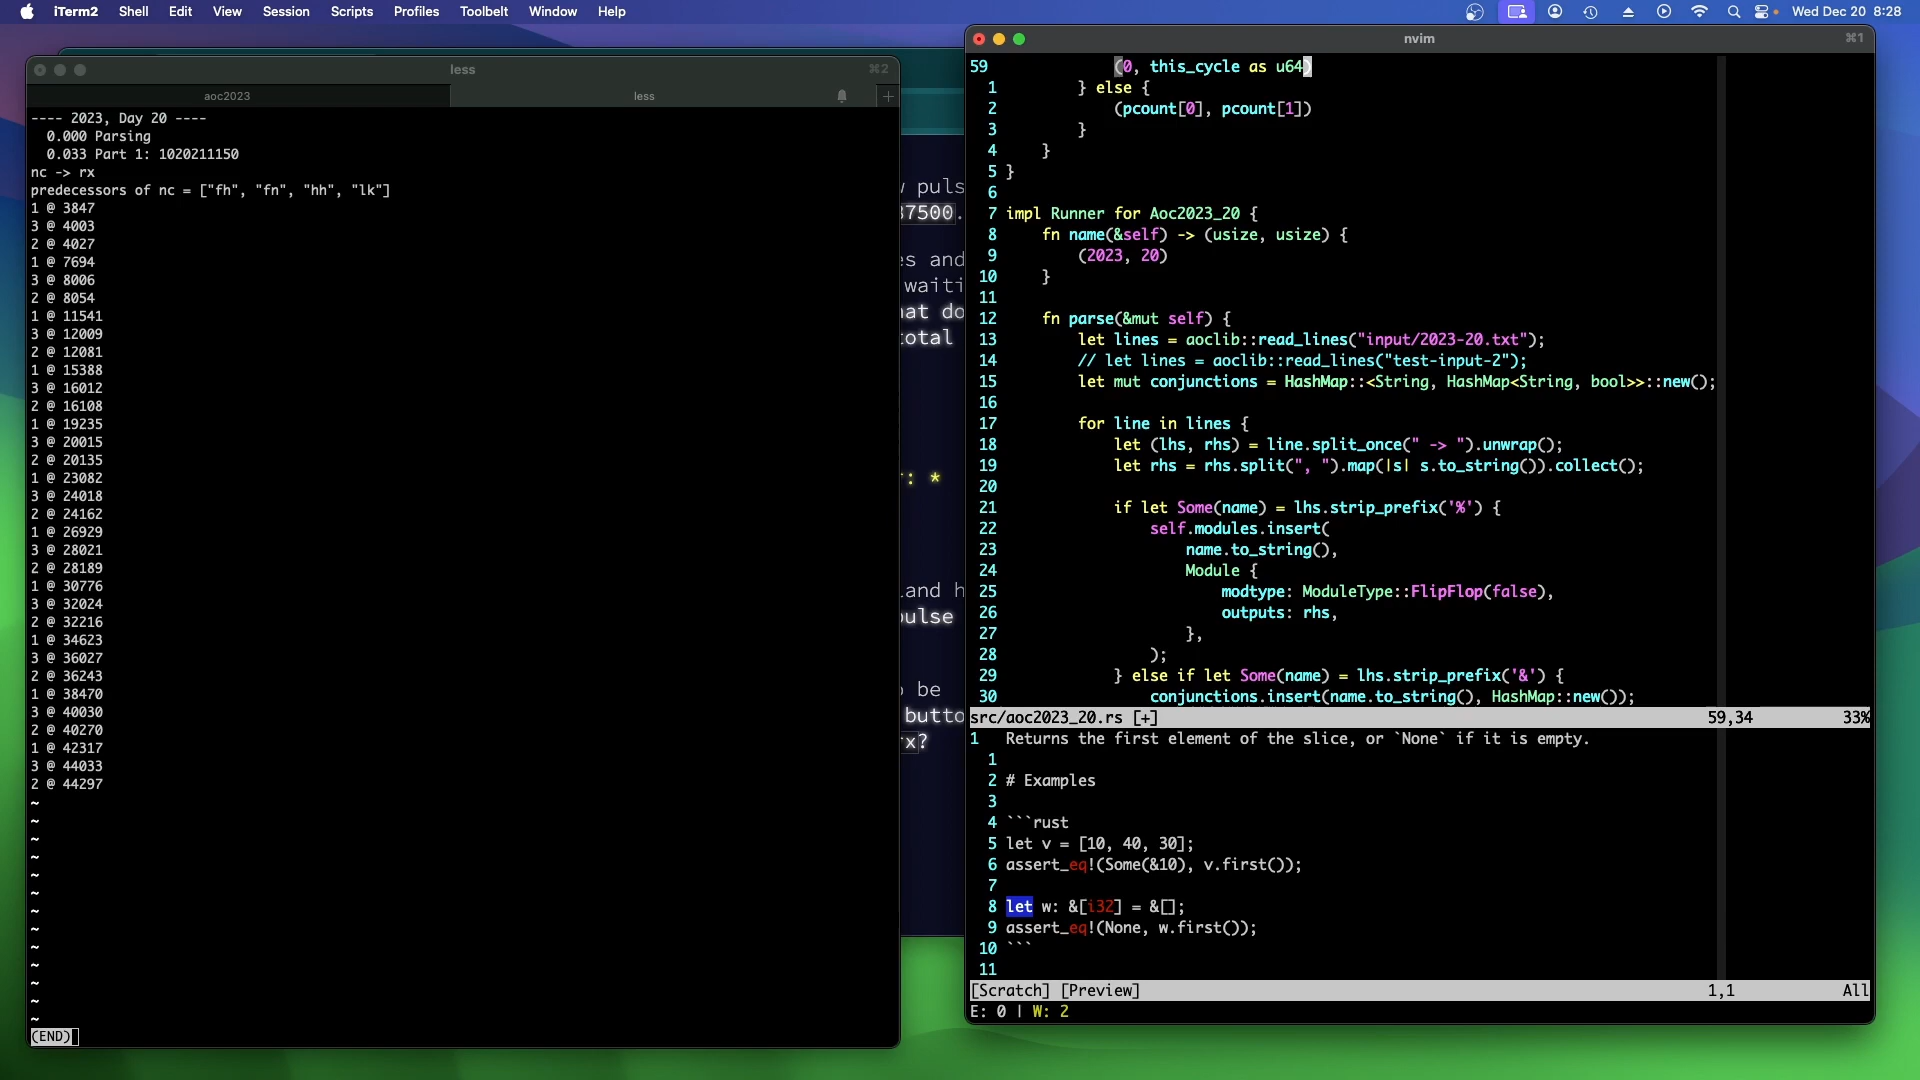 iTerm2 Shell Edit View Session Scripts Profiles Toolbelt Window Help
Wed Dec 20 8:28
less ⌘2
aoc2023 less +
---- 2023, Day 20 ----
  0.000 Parsing
  0.033 Part 1: 1020211150
nc -> rx
predecessors of nc = ["fh", "fn", "hh", "lk"]
1 @ 3847
3 @ 4003
2 @ 4027
1 @ 7694
3 @ 8006
2 @ 8054
1 @ 11541
3 @ 12009
2 @ 12081
1 @ 15388
3 @ 16012
2 @ 16108
1 @ 19235
3 @ 20015
2 @ 20135
1 @ 23082
3 @ 24018
2 @ 24162
1 @ 26929
3 @ 28021
2 @ 28189
1 @ 30776
3 @ 32024
2 @ 32216
1 @ 34623
3 @ 36027
2 @ 36243
1 @ 38470
3 @ 40030
2 @ 40270
1 @ 42317
3 @ 44033
2 @ 44297
~
~
~
~
~
~
~
~
~
~
~
~
~
(END)
puls
37500.
es and
waiti
hat do
total
: *
and h
pulse
be
butto
rx?
nvim ⌘1
59 (0, this_cycle as u64)
1 } else {
2 (pcount[0], pcount[1])
3 }
4 }
5 }
6
7 impl Runner for Aoc2023_20 {
8 fn name(&self) -> (usize, usize) {
9 (2023, 20)
10 }
11
12 fn parse(&mut self) {
13 let lines = aoclib::read_lines("input/2023-20.txt");
14 // let lines = aoclib::read_lines("test-input-2");
15 let mut conjunctions = HashMap::<String, HashMap<String, bool>>::new();
16
17 for line in lines {
18 let (lhs, rhs) = line.split_once(" -> ").unwrap();
19 let rhs = rhs.split(", ").map(|s| s.to_string()).collect();
20
21 if let Some(name) = lhs.strip_prefix('%') {
22 self.modules.insert(
23 name.to_string(),
24 Module {
25 modtype: ModuleType::FlipFlop(false),
26 outputs: rhs,
27 },
28 );
29 } else if let Some(name) = lhs.strip_prefix('&') {
30 conjunctions.insert(name.to_string(), HashMap::new());
src/aoc2023_20.rs [+] 59,34 33%
1 Returns the first element of the slice, or `None` if it is empty.
1
2 # Examples
3
4 ```rust
5 let v = [10, 40, 30];
6 assert_eq!(Some(&10), v.first());
7
8 let w: &[i32] = &[];
9 assert_eq!(None, w.first());
10 ```
11
[Scratch] [Preview] 1,1 All
E: 0 | W: 2